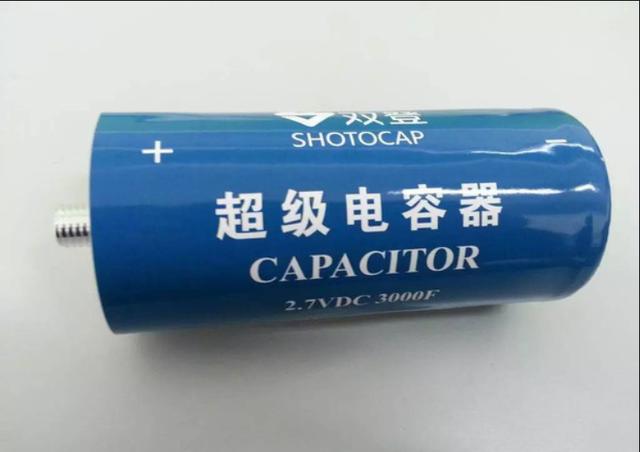 双登
SHOTOCAP
+
-
超级电容器
CAPACITOR
2.7VDC 3000F